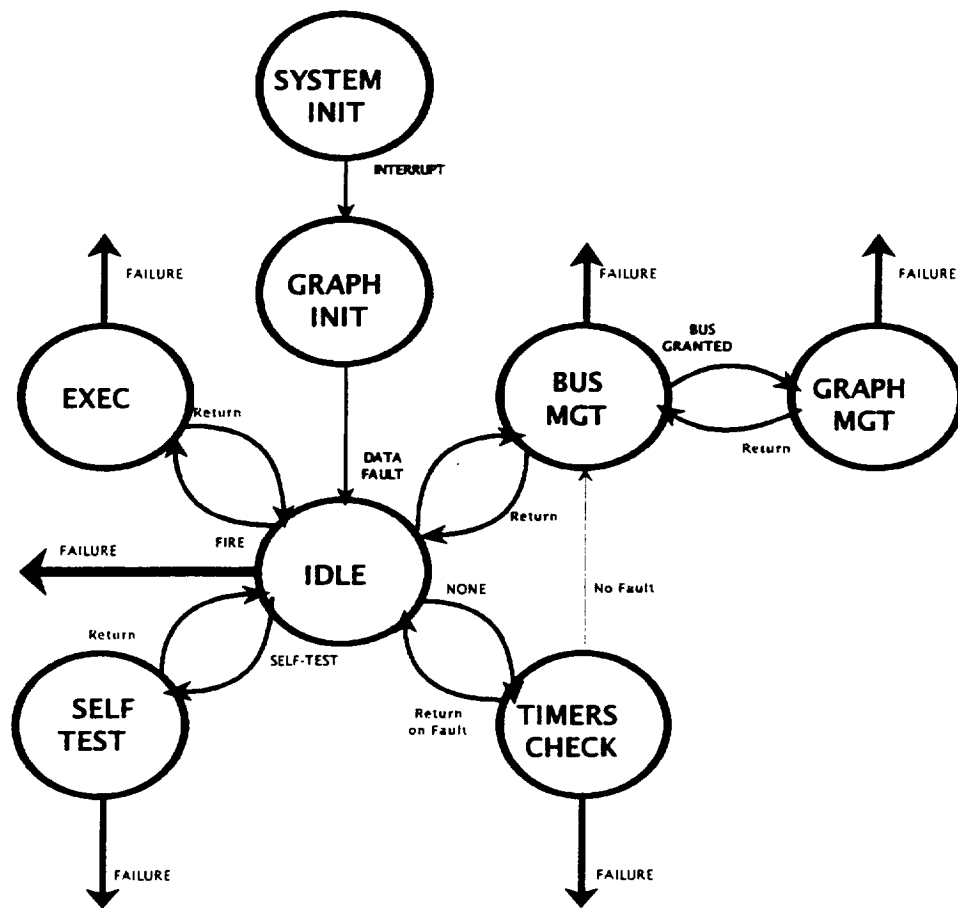 SYSTEM
INIT
INTERRUPT
GRAPH
INIT
FAILURE
FAILURE
FAILURE
EXEC
BUS
MGT
BUS
GRANTED
GRAPH
MGT
Return
Return
DATA
FAULT
Return
FIRE
FAILURE
IDLE
NONE
No Fault
Return
SELF-TEST
SELF
TEST
Return
on Fault
TIMERS
CHECK
FAILURE
FAILURE